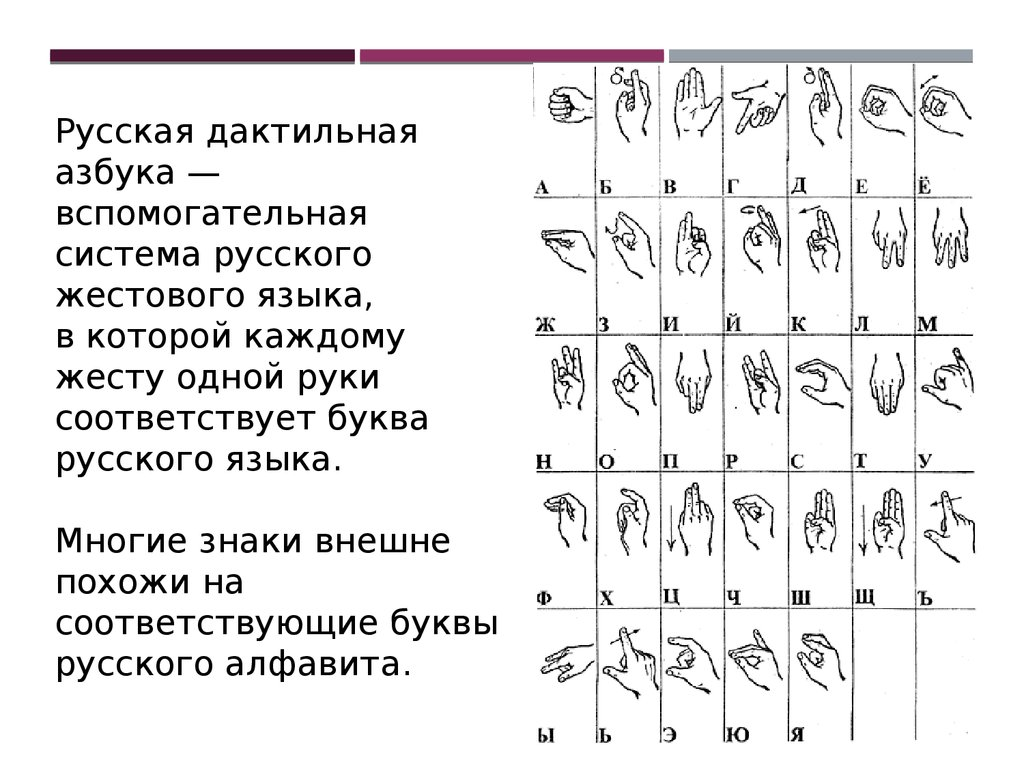 Русская дактильная
азбука —
вспомогательная
система русского
жестового языка,
в которой каждому
жесту одной руки
соответствует буква
русского языка.
Многие знаки внешне
похожи на
соответствующие буквы
русского алфавита.
А Б В Г Д Е Ё
Ж З И Й К Л М
Н О П Р С Т У
Ф Х Ц Ч Ш Щ Ъ
Ы Ь Э Ю Я